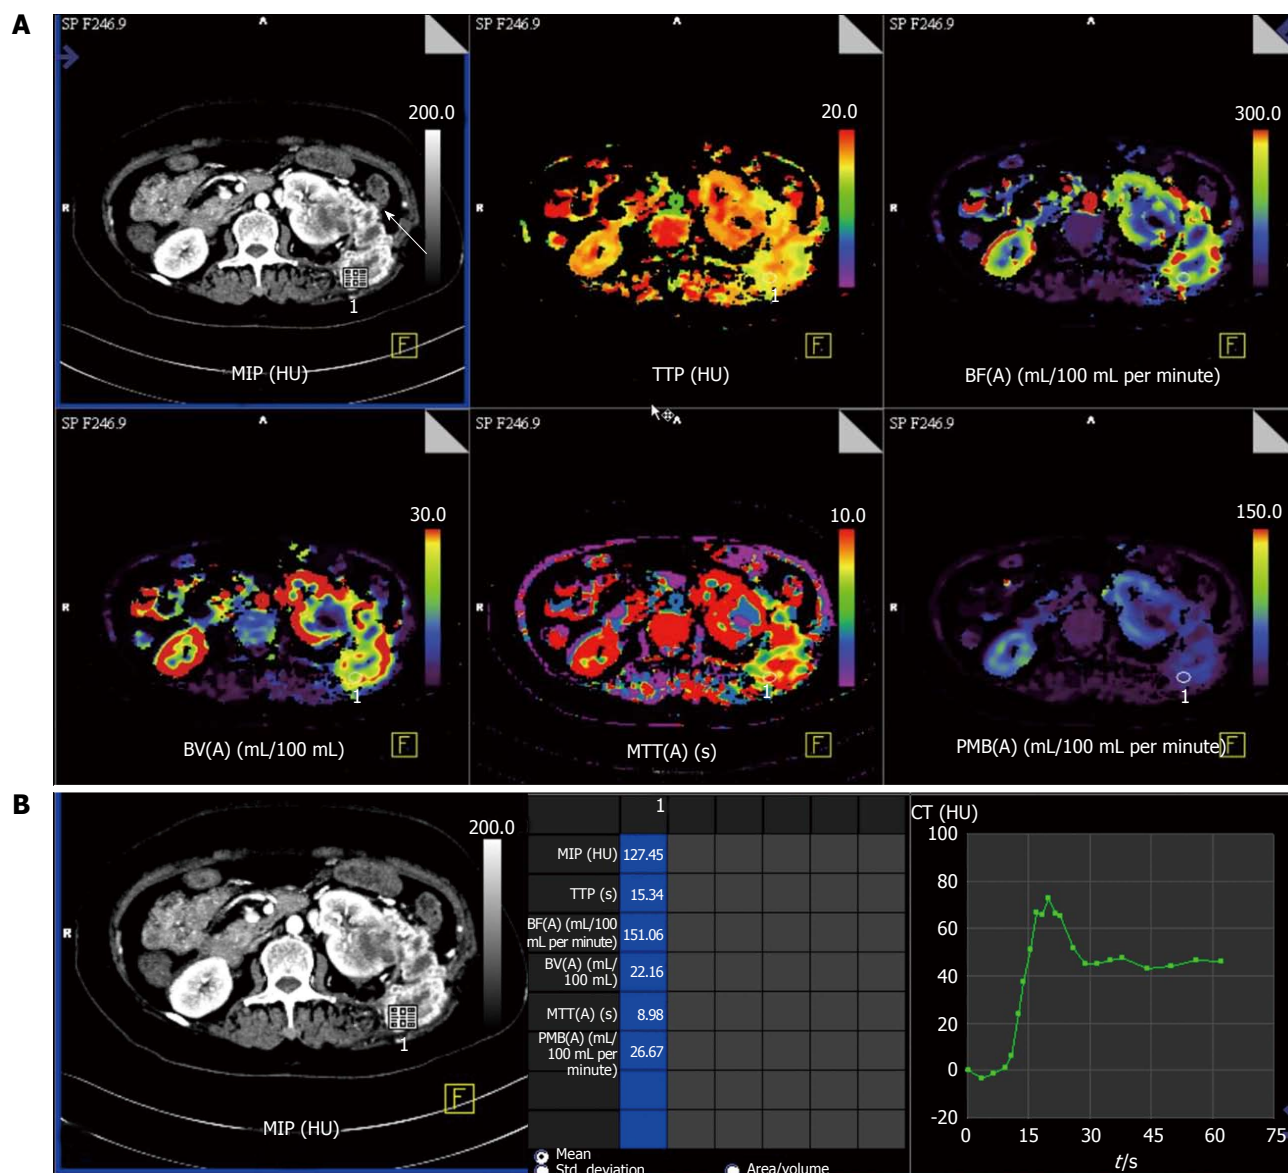 A
SP F246.9
A
200.0
R
1
F
MIP (HU)
SP F246.9
A
20.0
R
1
F
TTP (HU)
SP F246.9
A
300.0
R
1
F
BF(A) (mL/100 mL per minute)
SP F246.9
A
30.0
R
1
F
BV(A) (mL/100 mL)
SP F246.9
A
10.0
R
1
F
MTT(A) (s)
SP F246.9
A
150.0
R
1
F
PMB(A) (mL/100 mL per minute)
B
200.0
R
1
F
MIP (HU)
1
MIP (HU) 127.45
TTP (s) 15.34
BF(A) (mL/100
mL per minute) 151.06
BV(A) (mL/
100 mL) 22.16
MTT(A) (s) 8.98
PMB(A) (mL/
100 mL per
minute) 26.67
Mean
Std. deviation
Area/volume
CT (HU)
100
80
60
40
20
0
-20
0 15 30 45 60 75
t/s